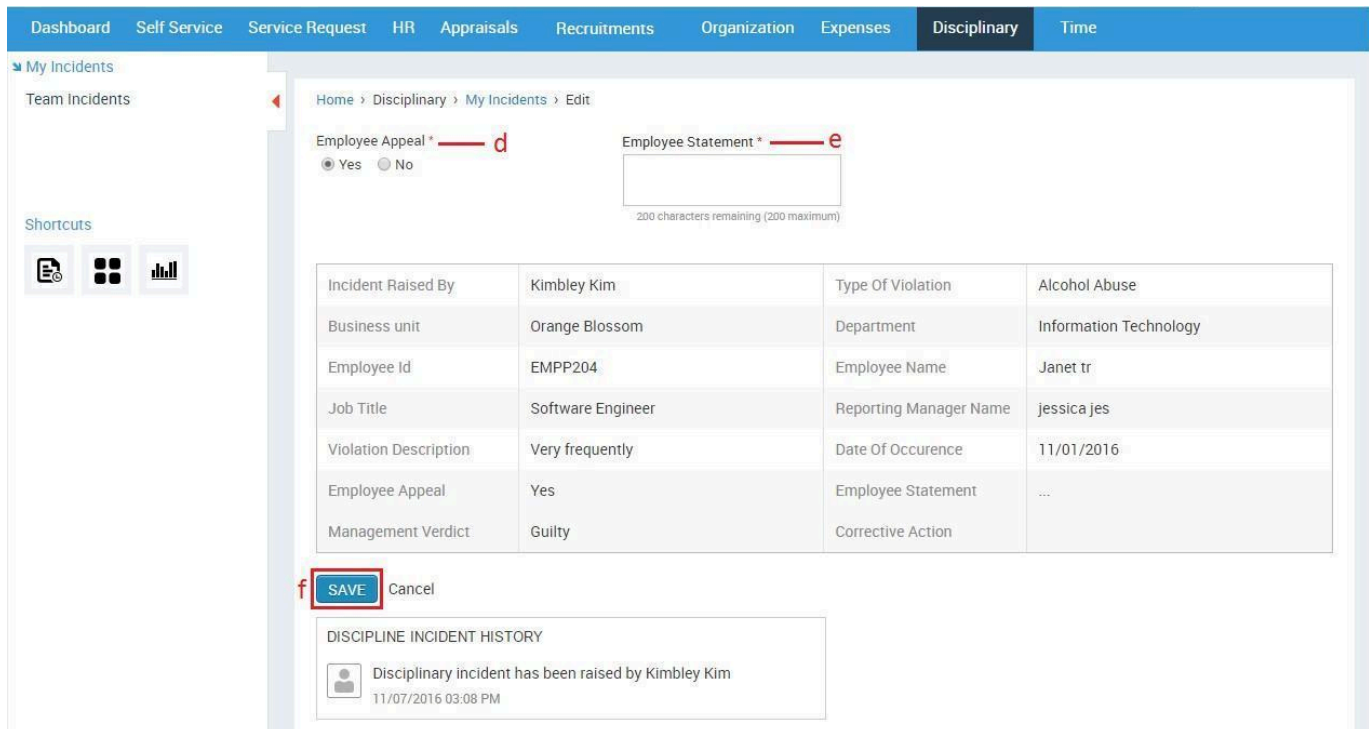 Dashboard Self Service Service Request HR Appraisals Recruitments Organization Expenses Disciplinary Time
My Incidents
Team Incidents
Home › Disciplinary › My Incidents › Edit
Employee Appeal * d Employee Statement * e
Yes No
200 characters remaining (200 maximum)
Shortcuts
Incident Raised By Kimbley Kim Type Of Violation Alcohol Abuse
Business unit Orange Blossom Department Information Technology
Employee Id EMPP204 Employee Name Janet tr
Job Title Software Engineer Reporting Manager Name jessica jes
Violation Description Very frequently Date Of Occurence 11/01/2016
Employee Appeal Yes Employee Statement ...
Management Verdict Guilty Corrective Action
f SAVE Cancel
DISCIPLINE INCIDENT HISTORY
Disciplinary incident has been raised by Kimbley Kim
11/07/2016 03:08 PM